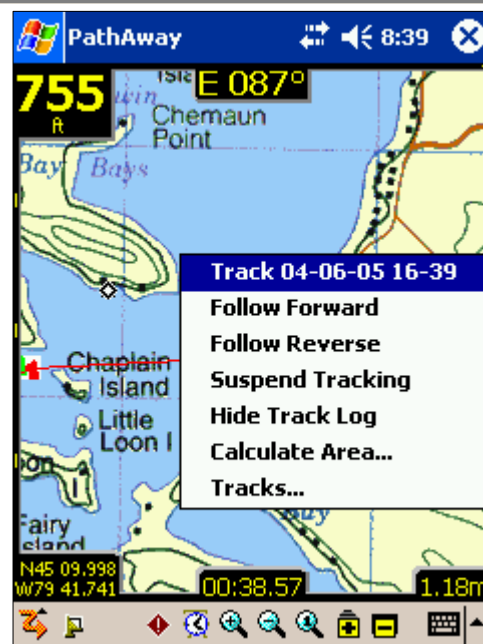 PathAway 8:39
755
ft
E 087°
Chemaun
Point
Bay
Bays
Track 04-06-05 16-39
Follow Forward
Follow Reverse
Suspend Tracking
Hide Track Log
Calculate Area...
Tracks...
Chaplain
Island
Little
Loon I
Bay
Fairy
N45 09.998
W79 41.741
00:38.57
1.18m